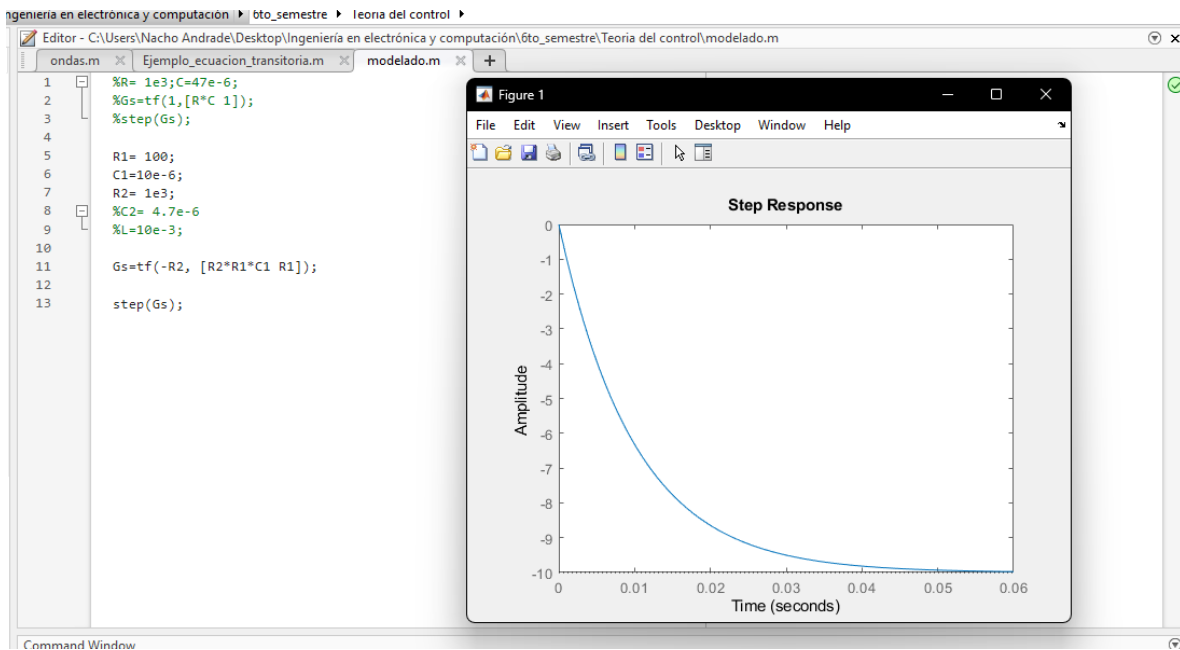 ngeniería en electrónica y computación ▸ 6to_semestre ▸ Teoria del control ▸
Editor - C:\Users\Nacho Andrade\Desktop\Ingeniería en electrónica y computación\6to_semestre\Teoria del control\modelado.m
ondas.m Ejemplo_ecuacion_transitoria.m modelado.m +
1 %R= 1e3;C=47e-6;
2 %Gs=tf(1,[R*C 1]);
3 %step(Gs);
4
5 R1= 100;
6 C1=10e-6;
7 R2= 1e3;
8 %C2= 4.7e-6
9 %L=10e-3;
10
11 Gs=tf(-R2, [R2*R1*C1 R1]);
12
13 step(Gs);
Figure 1
File Edit View Insert Tools Desktop Window Help
Step Response
Amplitude
0
-1
-2
-3
-4
-5
-6
-7
-8
-9
-10
0 0.01 0.02 0.03 0.04 0.05 0.06
Time (seconds)
Command Window